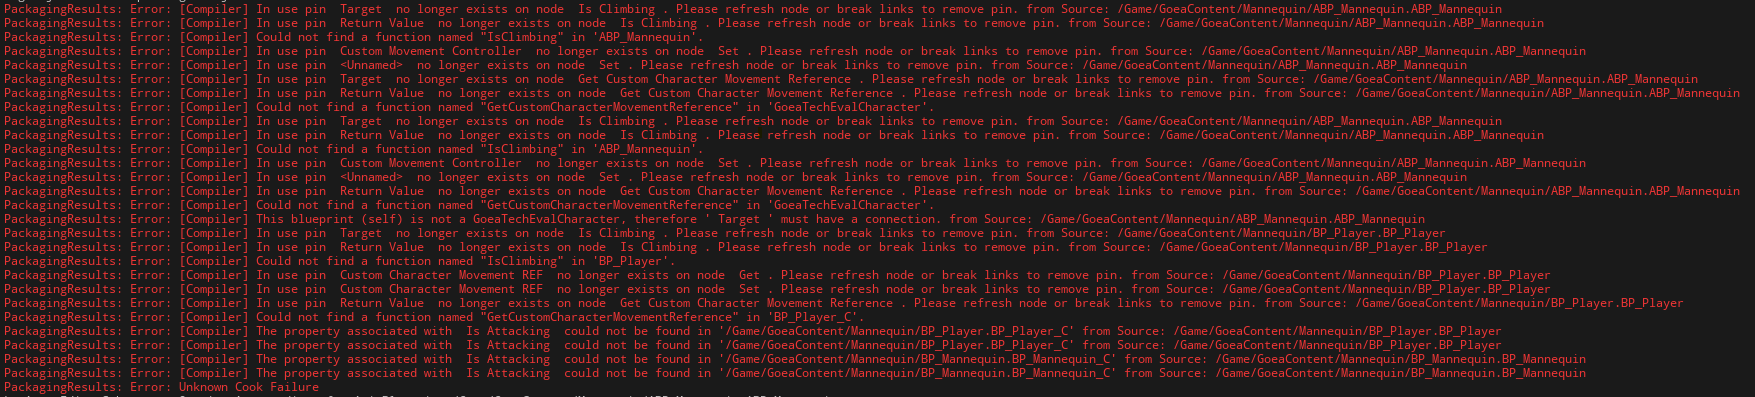 PackagingResults: Error: [Compiler] In use pin  Target  no longer exists on node  Is Climbing . Please refresh node or break links to remove pin. from Source: /Game/GoeaContent/Mannequin/ABP_Mannequin.ABP_Mannequin
PackagingResults: Error: [Compiler] In use pin  Return Value  no longer exists on node  Is Climbing . Please refresh node or break links to remove pin. from Source: /Game/GoeaContent/Mannequin/ABP_Mannequin.ABP_Mannequin
PackagingResults: Error: [Compiler] Could not find a function named "IsClimbing" in 'ABP_Mannequin'.
PackagingResults: Error: [Compiler] In use pin  Custom Movement Controller  no longer exists on node  Set . Please refresh node or break links to remove pin. from Source: /Game/GoeaContent/Mannequin/ABP_Mannequin.ABP_Mannequin
PackagingResults: Error: [Compiler] In use pin  <Unnamed>  no longer exists on node  Set . Please refresh node or break links to remove pin. from Source: /Game/GoeaContent/Mannequin/ABP_Mannequin.ABP_Mannequin
PackagingResults: Error: [Compiler] In use pin  Target  no longer exists on node  Get Custom Character Movement Reference . Please refresh node or break links to remove pin. from Source: /Game/GoeaContent/Mannequin/ABP_Mannequin.ABP_Mannequin
PackagingResults: Error: [Compiler] In use pin  Return Value  no longer exists on node  Get Custom Character Movement Reference . Please refresh node or break links to remove pin. from Source: /Game/GoeaContent/Mannequin/ABP_Mannequin.ABP_Mannequin
PackagingResults: Error: [Compiler] Could not find a function named "GetCustomCharacterMovementReference" in 'GoeaTechEvalCharacter'.
PackagingResults: Error: [Compiler] In use pin  Target  no longer exists on node  Is Climbing . Please refresh node or break links to remove pin. from Source: /Game/GoeaContent/Mannequin/ABP_Mannequin.ABP_Mannequin
PackagingResults: Error: [Compiler] In use pin  Return Value  no longer exists on node  Is Climbing . Please refresh node or break links to remove pin. from Source: /Game/GoeaContent/Mannequin/ABP_Mannequin.ABP_Mannequin
PackagingResults: Error: [Compiler] Could not find a function named "IsClimbing" in 'ABP_Mannequin'.
PackagingResults: Error: [Compiler] In use pin  Custom Movement Controller  no longer exists on node  Set . Please refresh node or break links to remove pin. from Source: /Game/GoeaContent/Mannequin/ABP_Mannequin.ABP_Mannequin
PackagingResults: Error: [Compiler] In use pin  <Unnamed>  no longer exists on node  Set . Please refresh node or break links to remove pin. from Source: /Game/GoeaContent/Mannequin/ABP_Mannequin.ABP_Mannequin
PackagingResults: Error: [Compiler] In use pin  Return Value  no longer exists on node  Get Custom Character Movement Reference . Please refresh node or break links to remove pin. from Source: /Game/GoeaContent/Mannequin/ABP_Mannequin.ABP_Mannequin
PackagingResults: Error: [Compiler] Could not find a function named "GetCustomCharacterMovementReference" in 'GoeaTechEvalCharacter'.
PackagingResults: Error: [Compiler] This blueprint (self) is not a GoeaTechEvalCharacter, therefore ' Target ' must have a connection. from Source: /Game/GoeaContent/Mannequin/ABP_Mannequin.ABP_Mannequin
PackagingResults: Error: [Compiler] In use pin  Target  no longer exists on node  Is Climbing . Please refresh node or break links to remove pin. from Source: /Game/GoeaContent/Mannequin/BP_Player.BP_Player
PackagingResults: Error: [Compiler] In use pin  Return Value  no longer exists on node  Is Climbing . Please refresh node or break links to remove pin. from Source: /Game/GoeaContent/Mannequin/BP_Player.BP_Player
PackagingResults: Error: [Compiler] Could not find a function named "IsClimbing" in 'BP_Player'.
PackagingResults: Error: [Compiler] In use pin  Custom Character Movement REF  no longer exists on node  Get . Please refresh node or break links to remove pin. from Source: /Game/GoeaContent/Mannequin/BP_Player.BP_Player
PackagingResults: Error: [Compiler] In use pin  Custom Character Movement REF  no longer exists on node  Set . Please refresh node or break links to remove pin. from Source: /Game/GoeaContent/Mannequin/BP_Player.BP_Player
PackagingResults: Error: [Compiler] In use pin  Return Value  no longer exists on node  Get Custom Character Movement Reference . Please refresh node or break links to remove pin. from Source: /Game/GoeaContent/Mannequin/BP_Player.BP_Player
PackagingResults: Error: [Compiler] Could not find a function named "GetCustomCharacterMovementReference" in 'BP_Player_C'.
PackagingResults: Error: [Compiler] The property associated with  Is Attacking  could not be found in '/Game/GoeaContent/Mannequin/BP_Player.BP_Player_C' from Source: /Game/GoeaContent/Mannequin/BP_Player.BP_Player
PackagingResults: Error: [Compiler] The property associated with  Is Attacking  could not be found in '/Game/GoeaContent/Mannequin/BP_Player.BP_Player_C' from Source: /Game/GoeaContent/Mannequin/BP_Player.BP_Player
PackagingResults: Error: [Compiler] The property associated with  Is Attacking  could not be found in '/Game/GoeaContent/Mannequin/BP_Mannequin.BP_Mannequin_C' from Source: /Game/GoeaContent/Mannequin/BP_Mannequin.BP_Mannequin
PackagingResults: Error: [Compiler] The property associated with  Is Attacking  could not be found in '/Game/GoeaContent/Mannequin/BP_Mannequin.BP_Mannequin_C' from Source: /Game/GoeaContent/Mannequin/BP_Mannequin.BP_Mannequin
PackagingResults: Error: Unknown Cook Failure